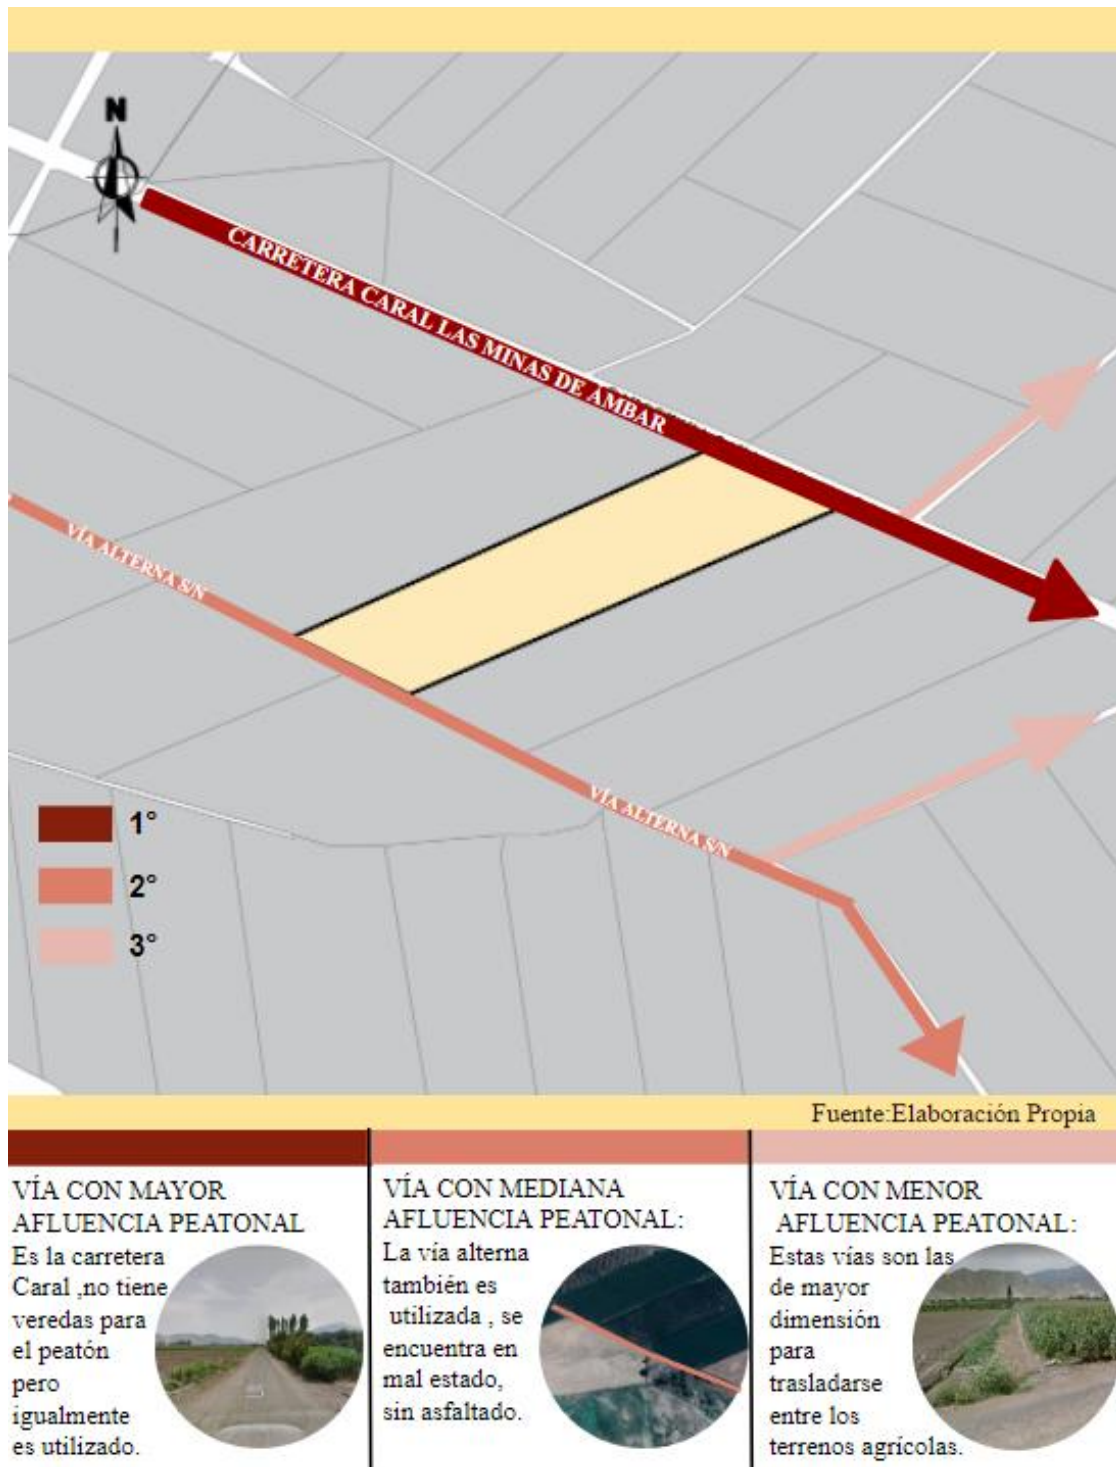 N
CARRETERA CARAL LAS MINAS DE AMBAR
VÍA ALTERNA S/N
VÍA ALTERNA S/N
1°
2°
3°
Fuente:Elaboración Propia
VÍA CON MAYOR
AFLUENCIA PEATONAL
Es la carretera
Caral ,no tiene
veredas para
el peatón
pero
igualmente
es utilizado.
VÍA CON MEDIANA
AFLUENCIA PEATONAL:
La vía alterna
también es
utilizada , se
encuentra en
mal estado,
sin asfaltado.
VÍA CON MENOR
AFLUENCIA PEATONAL:
Estas vías son las
de mayor
dimensión
para
trasladarse
entre los
terrenos agrícolas.